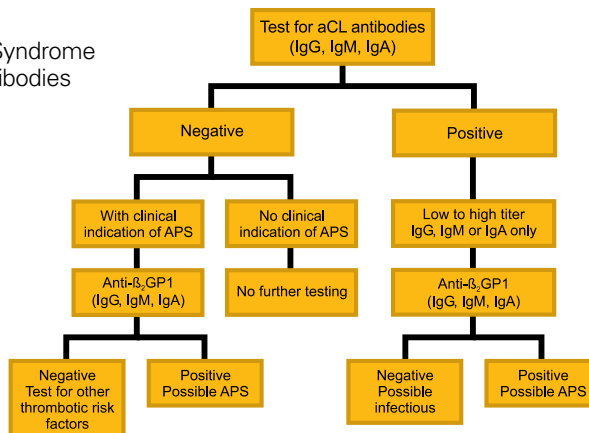 Syndrome
Test for aCL antibodies
(IgG, IgM, IgA)
Negative
Positive
With clinical
indication of APS
No clinical
indication of APS
Low to high titer
IgG, IgM or IgA only
Anti-ß₂GP1
(IgG, IgM, IgA)
No further testing
Anti-ß₂GP1
(IgG, IgM, IgA)
Negative
Test for other
thrombotic risk
factors
Positive
Possible APS
Negative
Possible
infectious
Positive
Possible APS